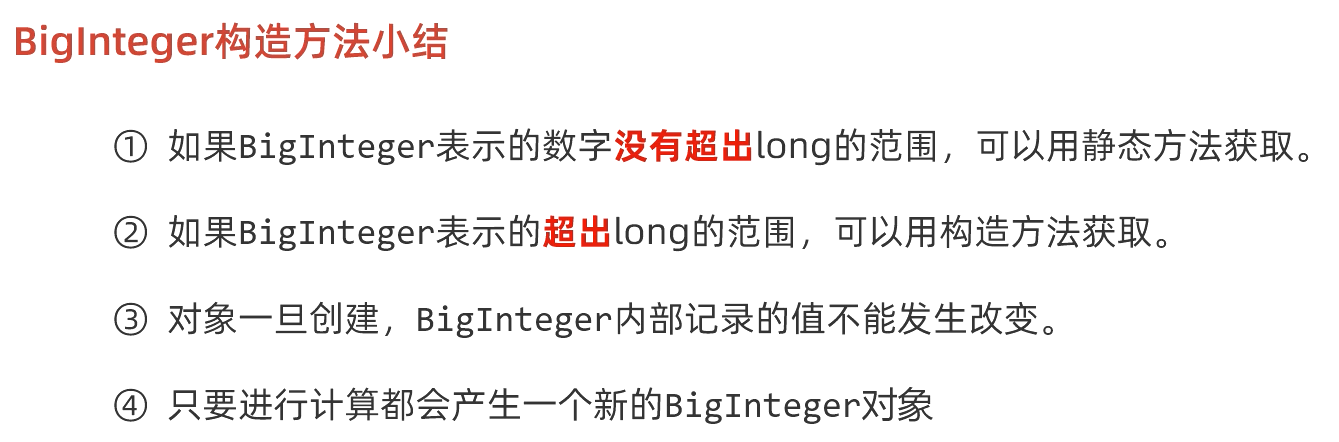 BigInteger构造方法小结
① 如果BigInteger表示的数字没有超出long的范围，可以用静态方法获取。
② 如果BigInteger表示的超出long的范围，可以用构造方法获取。
③ 对象一旦创建，BigInteger内部记录的值不能发生改变。
④ 只要进行计算都会产生一个新的BigInteger对象